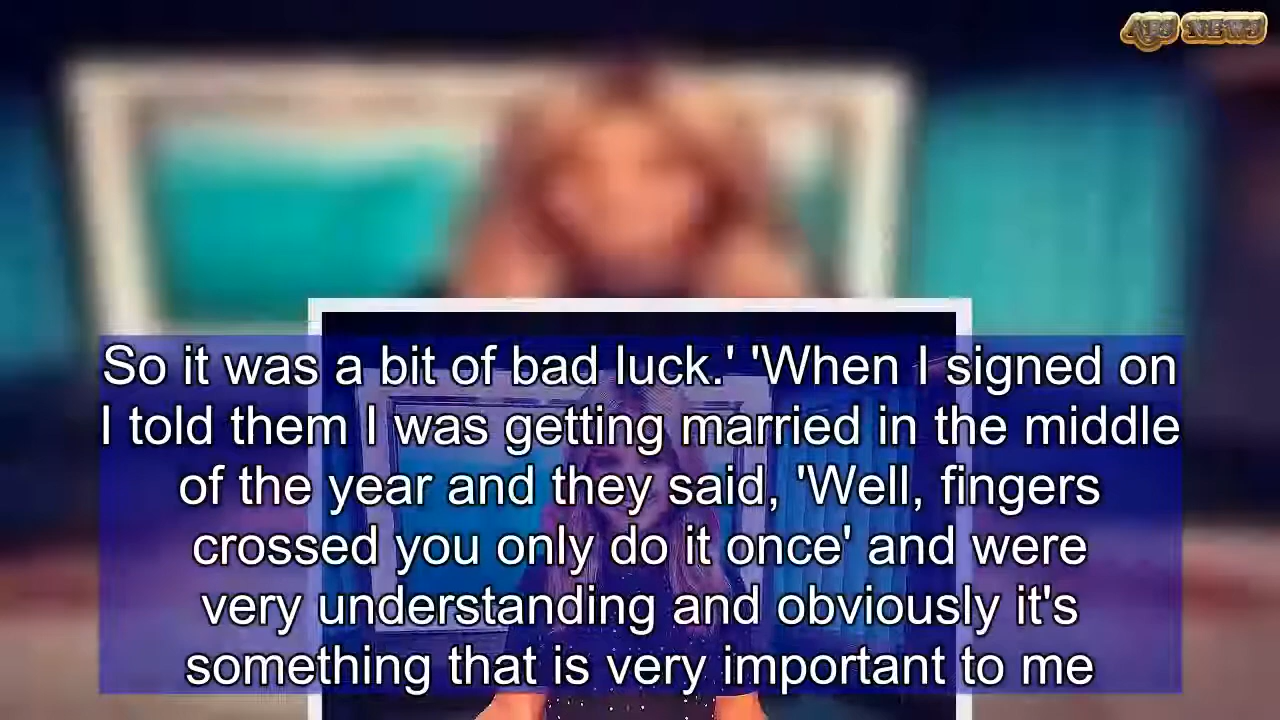 ABS NEWS
So it was a bit of bad luck.' 'When I signed on
I told them I was getting married in the middle
of the year and they said, 'Well, fingers
crossed you only do it once' and were
very understanding and obviously it's
something that is very important to me